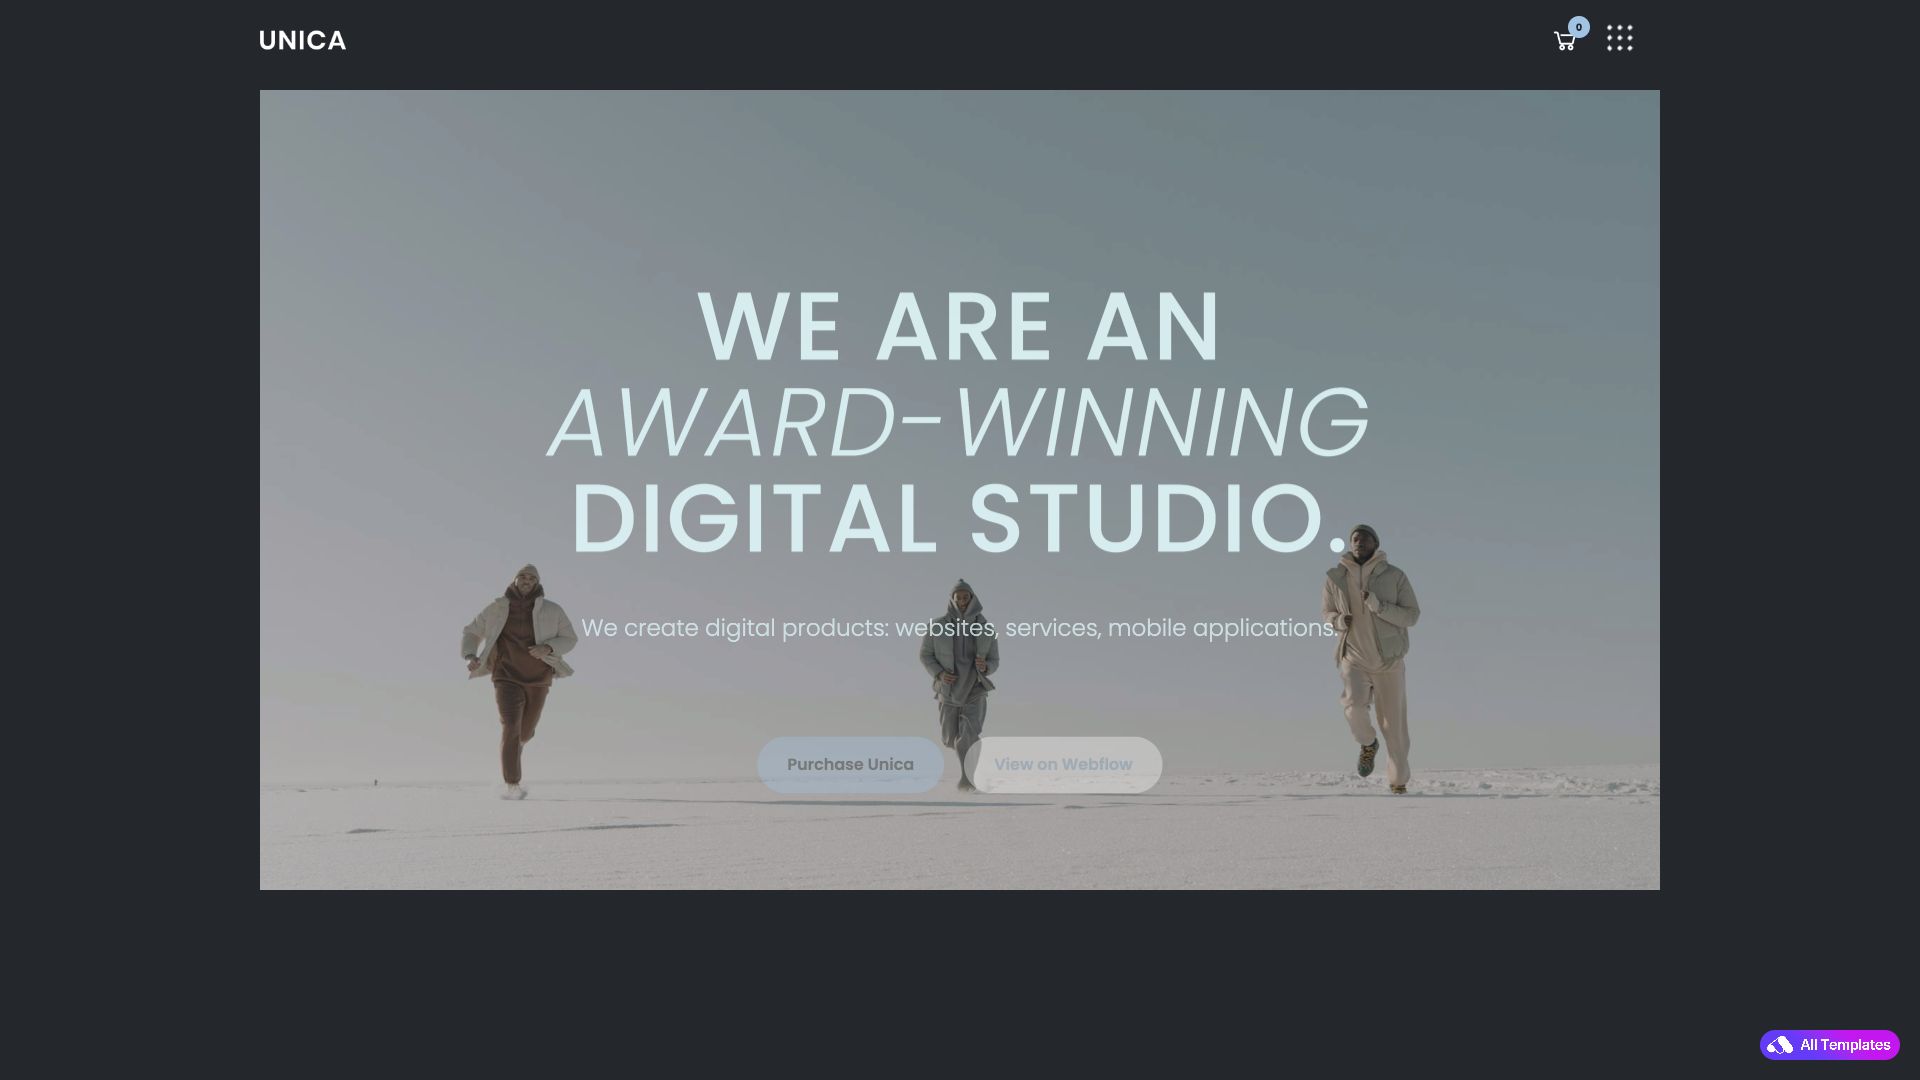 UNICA
0
WE ARE AN
AWARD-WINNING
DIGITAL STUDIO.
We create digital products: websites, services, mobile applications.
Purchase Unica
View on Webflow
All Templates